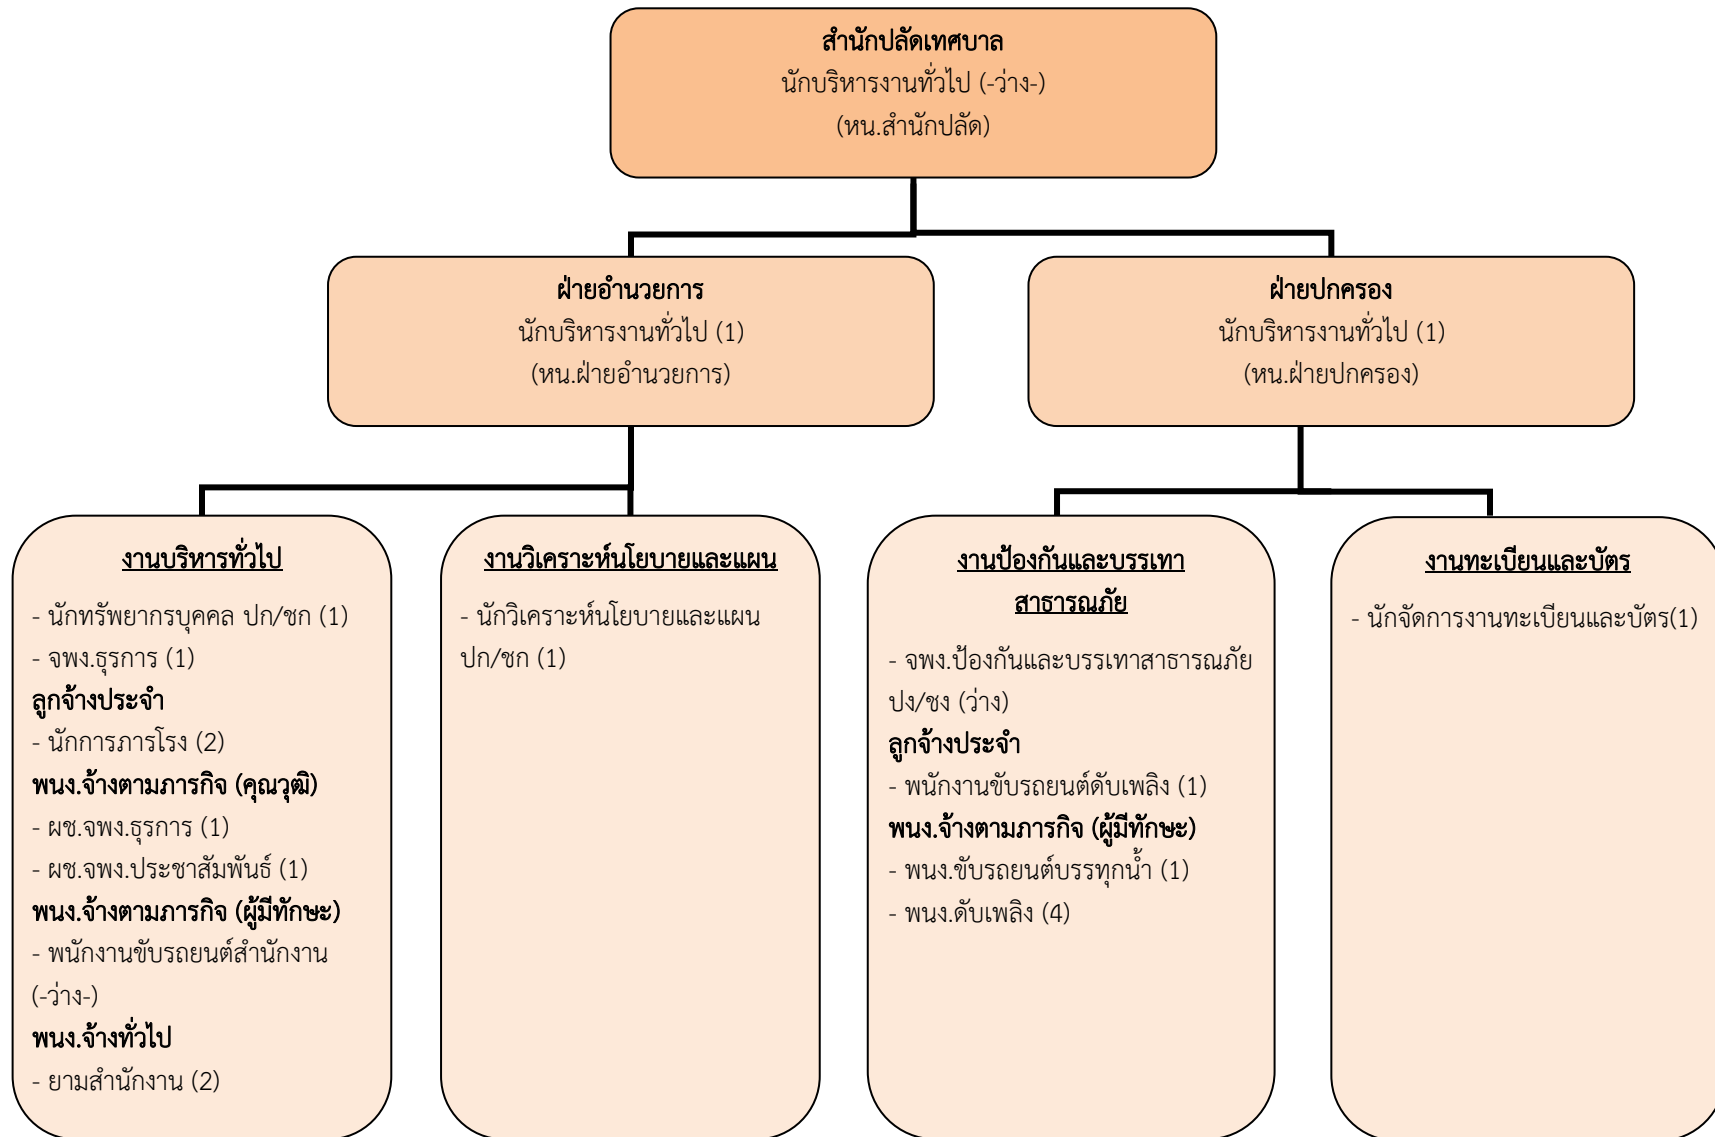 สำนักปลัดเทศบาล
นักบริหารงานทั่วไป (-ว่าง-)
(หน.สำนักปลัด)
ฝ่ายอำนวยการ
นักบริหารงานทั่วไป (1)
(หน.ฝ่ายอำนวยการ)
ฝ่ายปกครอง
นักบริหารงานทั่วไป (1)
(หน.ฝ่ายปกครอง)
งานบริหารทั่วไป
- นักทรัพยากรบุคคล ปก/ชก (1)
- จพง.ธุรการ (1)
ลูกจ้างประจำ
- นักการภารโรง (2)
พนง.จ้างตามภารกิจ (คุณวุฒิ)
- ผช.จพง.ธุรการ (1)
- ผช.จพง.ประชาสัมพันธ์ (1)
พนง.จ้างตามภารกิจ (ผู้มีทักษะ)
- พนักงานขับรถยนต์สำนักงาน
(-ว่าง-)
พนง.จ้างทั่วไป
- ยามสำนักงาน (2)
งานวิเคราะห์นโยบายและแผน
- นักวิเคราะห์นโยบายและแผน
ปก/ชก (1)
งานป้องกันและบรรเทา
สาธารณภัย
- จพง.ป้องกันและบรรเทาสาธารณภัย
ปง/ชง (ว่าง)
ลูกจ้างประจำ
- พนักงานขับรถยนต์ดับเพลิง (1)
พนง.จ้างตามภารกิจ (ผู้มีทักษะ)
- พนง.ขับรถยนต์บรรทุกน้ำ (1)
- พนง.ดับเพลิง (4)
งานทะเบียนและบัตร
- นักจัดการงานทะเบียนและบัตร(1)